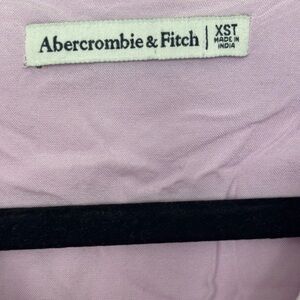 Abercrombie & Fitch
XST
MADE IN
INDIA